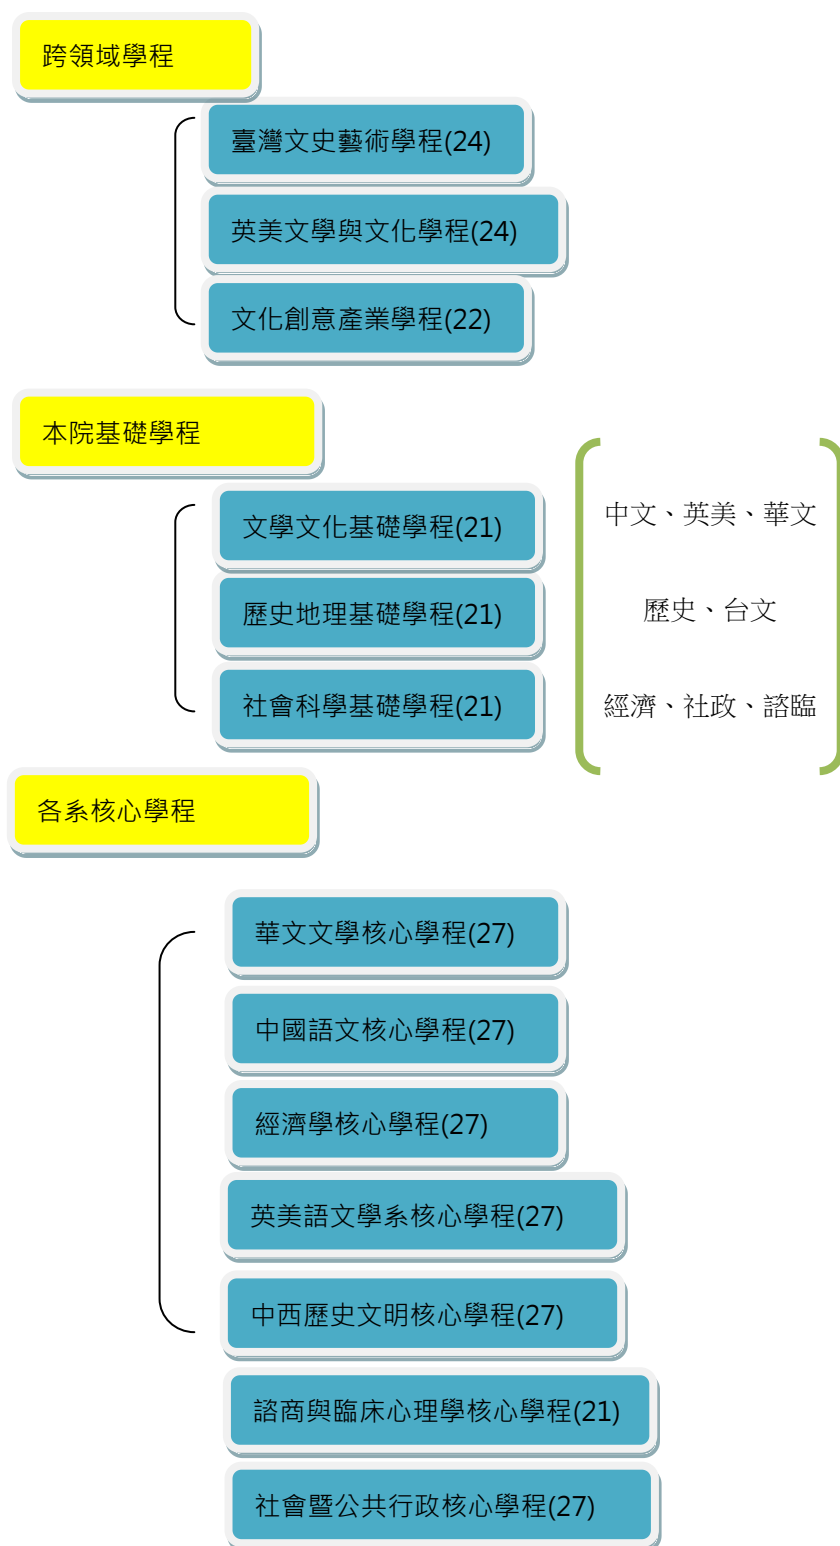 跨領域學程
臺灣文史藝術學程(24)
英美文學與文化學程(24)
文化創意產業學程(22)
本院基礎學程
文學文化基礎學程(21)
中文、英美、華文
歷史地理基礎學程(21)
歷史、台文
社會科學基礎學程(21)
經濟、社政、諮臨
各系核心學程
華文文學核心學程(27)
中國語文核心學程(27)
經濟學核心學程(27)
英美語文學系核心學程(27)
中西歷史文明核心學程(27)
諮商與臨床心理學核心學程(21)
社會暨公共行政核心學程(27)